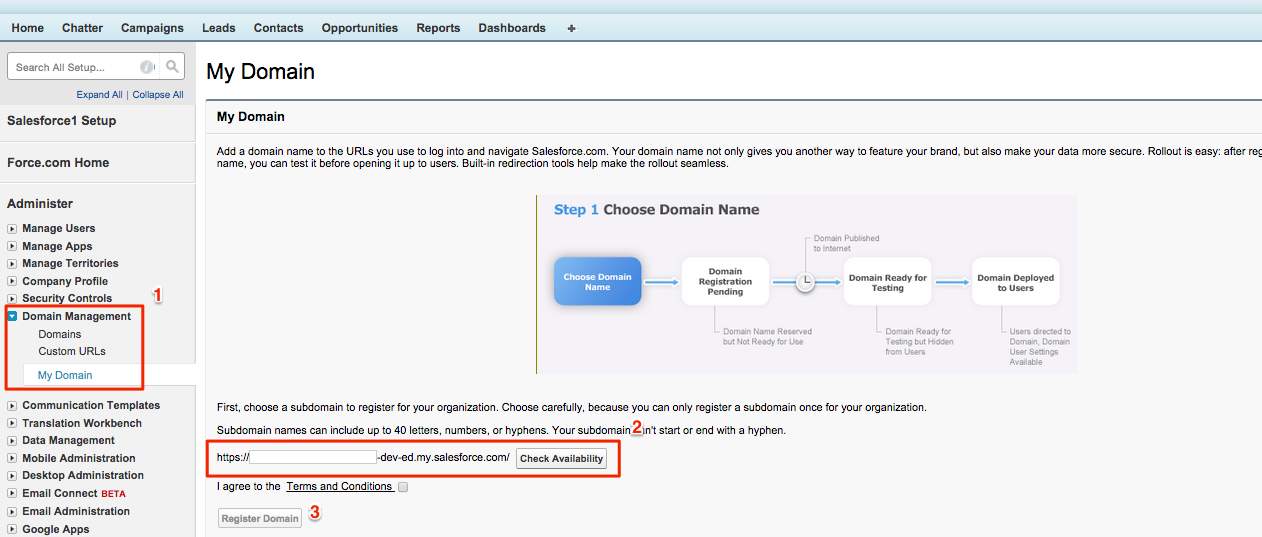 Home Chatter Campaigns Leads Contacts Opportunities Reports Dashboards +
Search All Setup... i
Expand All | Collapse All
Salesforce1 Setup
Force.com Home
Administer
Manage Users
Manage Apps
Manage Territories
Company Profile
Security Controls
1
Domain Management
Domains
Custom URLs
My Domain
Communication Templates
Translation Workbench
Data Management
Mobile Administration
Desktop Administration
Email Connect BETA
Email Administration
Google Apps
My Domain
My Domain
Add a domain name to the URLs you use to log into and navigate Salesforce.com. Your domain name not only gives you another way to feature your brand, but also make your data more secure. Rollout is easy: after reg
name, you can test it before opening it up to users. Built-in redirection tools help make the rollout seamless.
Step 1 Choose Domain Name
Domain Published
to Internet
Choose Domain
Name
Domain
Registration
Pending
Domain Ready for
Testing
Domain Deployed
to Users
Domain Name Reserved
but Not Ready for Use
Domain Ready for
Testing but Hidden
from Users
Users directed to
Domain, Domain
User Settings
Available
First, choose a subdomain to register for your organization. Choose carefully, because you can only register a subdomain once for your organization.
Subdomain names can include up to 40 letters, numbers, or hyphens. Your subdomain 2 n't start or end with a hyphen.
https:// -dev-ed.my.salesforce.com/ Check Availability
I agree to the Terms and Conditions
Register Domain 3